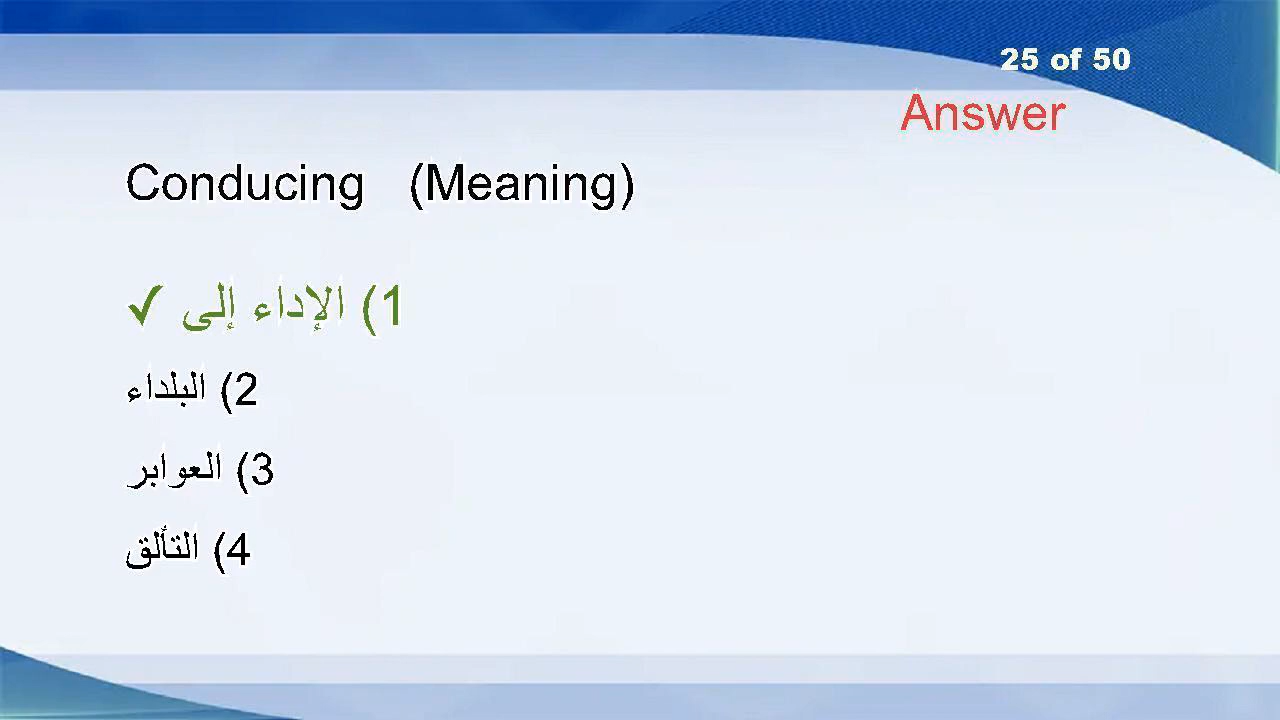 25 of 50
Answer
Conducing (Meaning)
1) الإداء إلى ✓
2) البلداء
3) العوابر
4) التألق